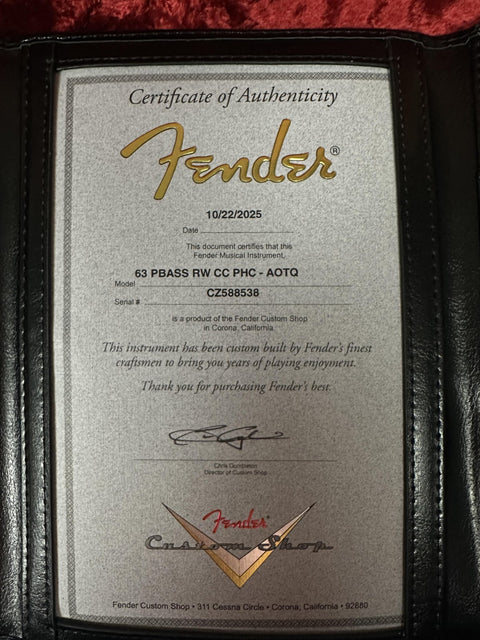 Certificate of Authenticity
Fender®
10/22/2025
Date
This document certifies that this
Fender Musical Instrument,
63 PBASS RW CC PHC - AOTQ
Model
CZ588538
Serial #
is a product of the Fender Custom Shop
in Corona, California.
This instrument has been custom built by Fender's finest
craftsmen to bring you years of playing enjoyment.
Thank you for purchasing Fender's best.
Director of Custom Shop
Fender
Custom Shop
Fender Custom Shop • 311 Cessna Circle • Corona, California • 92880